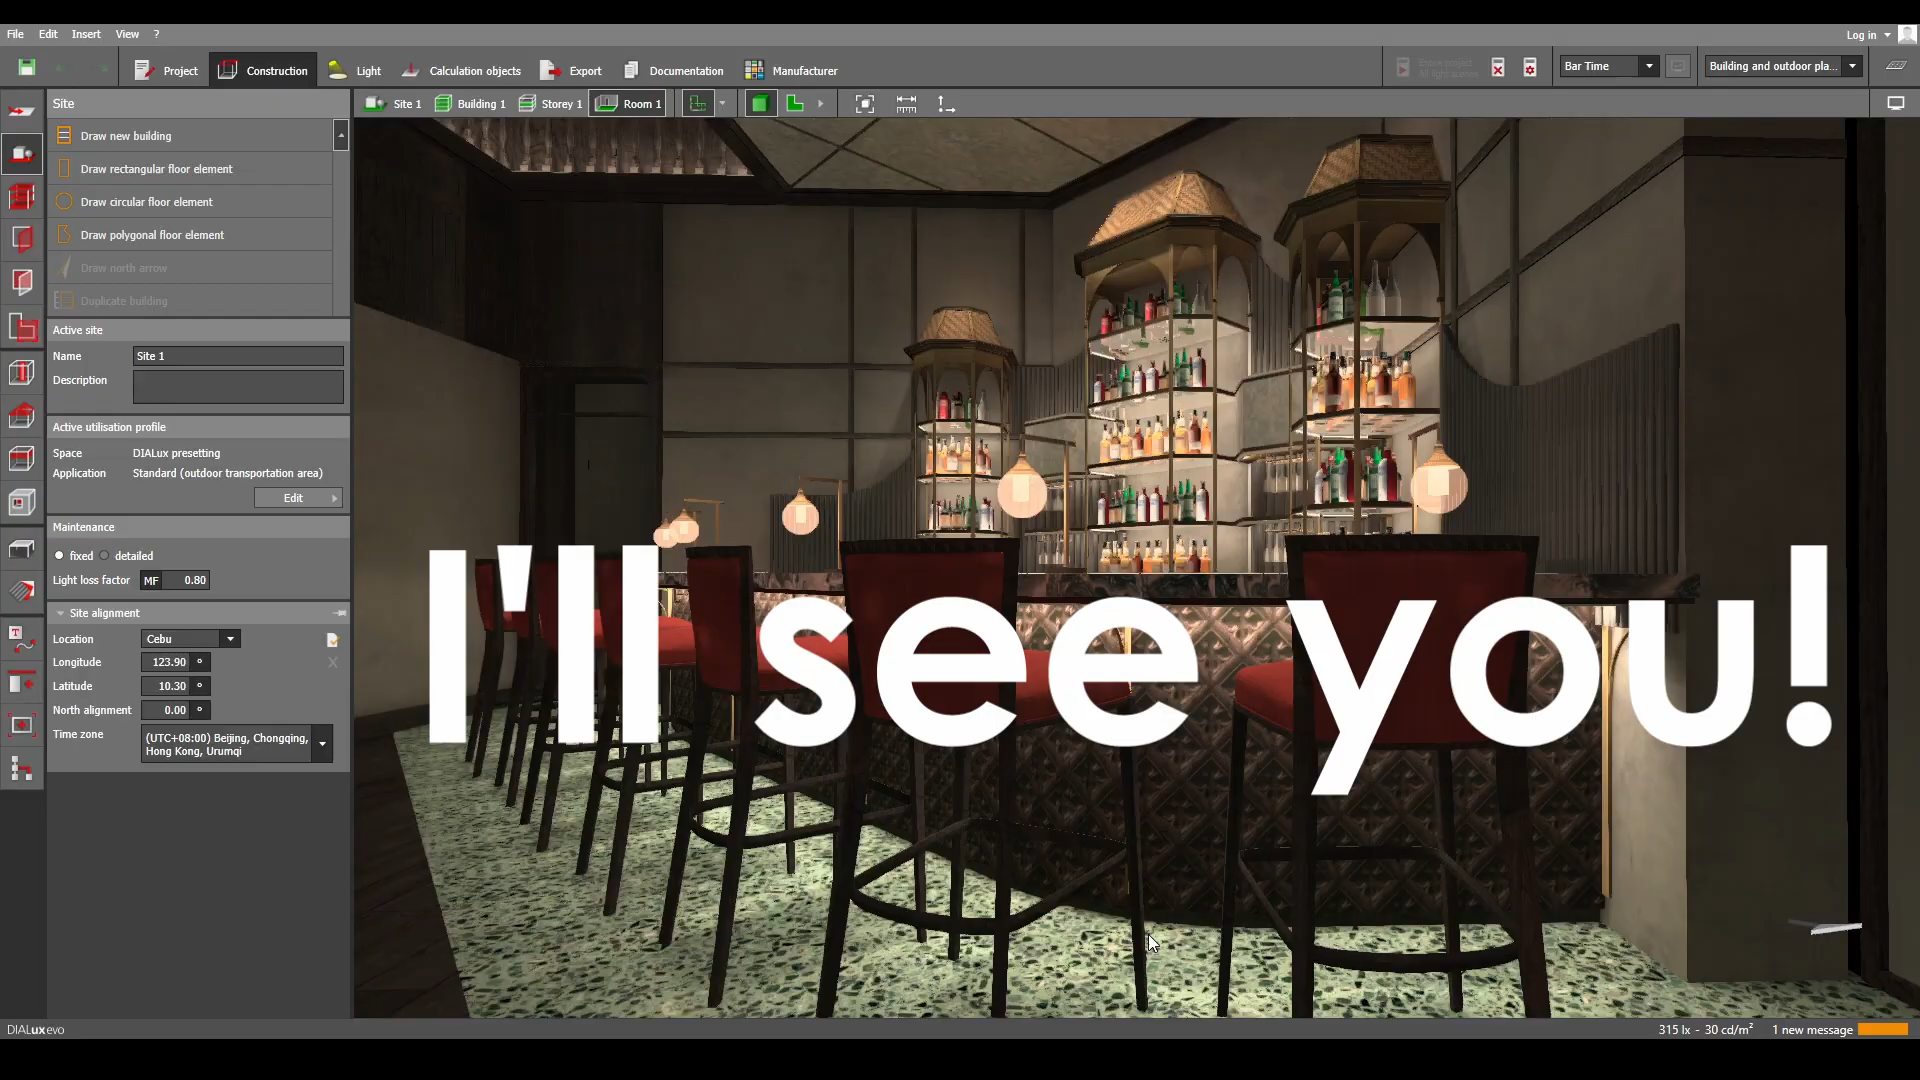 File Edit Insert View ?
Log in
Project Construction Light Calculation objects Export Documentation Manufacturer
Bar Time
Building and outdoor pla...
Site
Site 1 Building 1 Storey 1 Room 1
Draw new building
Draw rectangular floor element
Draw circular floor element
Draw polygonal floor element
Draw north arrow
Duplicate building
Active site
Name Site 1
Description
Active utilisation profile
Space DIALux presetting
Application Standard (outdoor transportation area)
Edit
Maintenance
fixed detailed
Light loss factor MF 0.80
Site alignment
Location Cebu
Longitude 123.90 °
Latitude 10.30 °
North alignment 0.00 °
Time zone (UTC+08:00) Beijing, Chongqing,
Hong Kong, Urumqi
I'll see you!
DIALux evo
315 lx - 30 cd/m² 1 new message